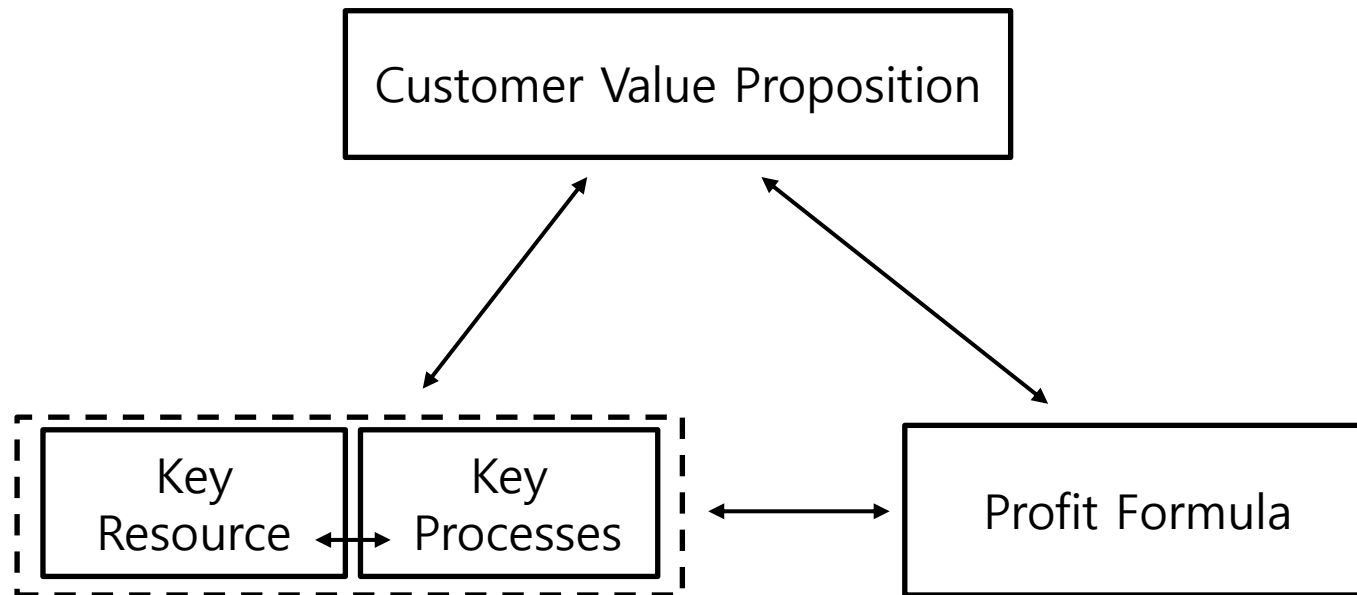 Customer Value Proposition
Key
Resource
Key
Processes
Profit Formula